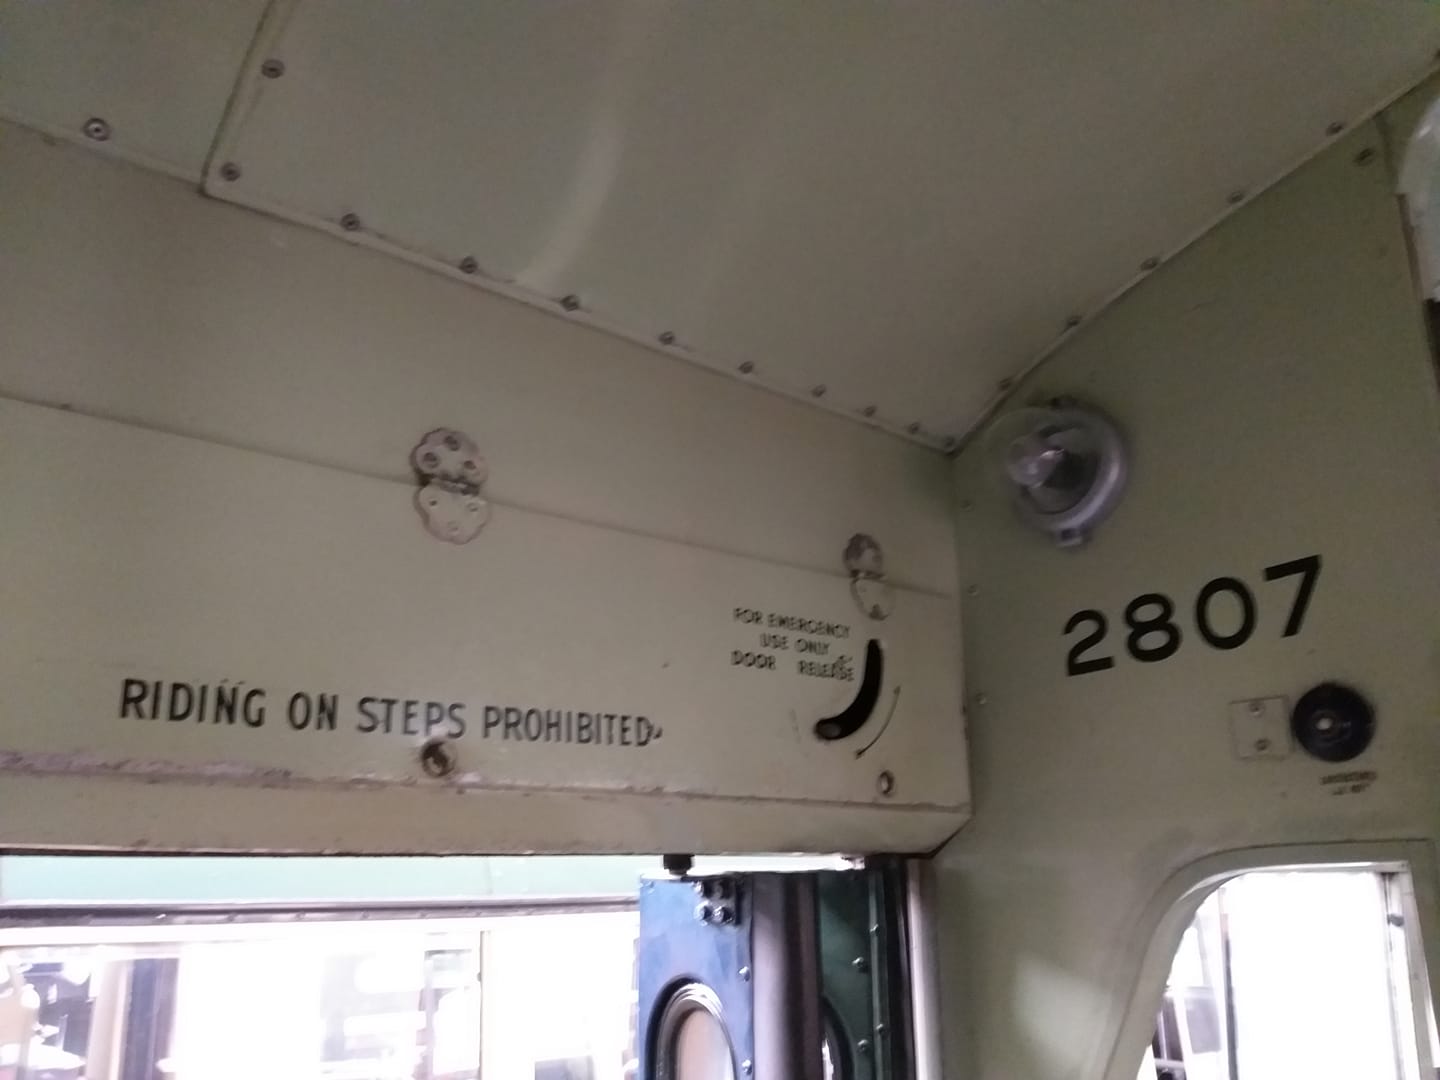 FOR EMERGENCY
USE ONLY
DOOR RELEASE
RIDING ON STEPS PROHIBITED
2807